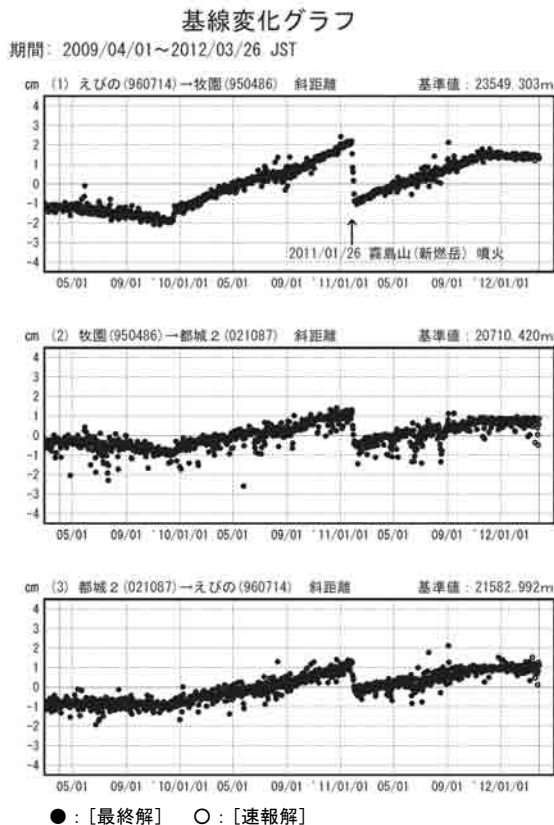 基線変化グラフ
期間: 2009/04/01～2012/03/26 JST
cm (1) えびの(960714)→牧園(950486) 斜距離 基準値：23549.303m
4
3
2
1
0
-1
-2
-3
-4
2011/01/26 霧島山(新燃岳) 噴火
05/01 09/01 '10/01/01 05/01 09/01 '11/01/01 05/01 09/01 '12/01/01
cm (2) 牧園(950486)→都城２(021087) 斜距離 基準値：20710.420m
4
3
2
1
0
-1
-2
-3
-4
05/01 09/01 '10/01/01 05/01 09/01 '11/01/01 05/01 09/01 '12/01/01
cm (3) 都城２(021087)→えびの(960714) 斜距離 基準値：21582.992m
4
3
2
1
0
-1
-2
-3
-4
05/01 09/01 '10/01/01 05/01 09/01 '11/01/01 05/01 09/01 '12/01/01
●：[最終解] ○：[速報解]